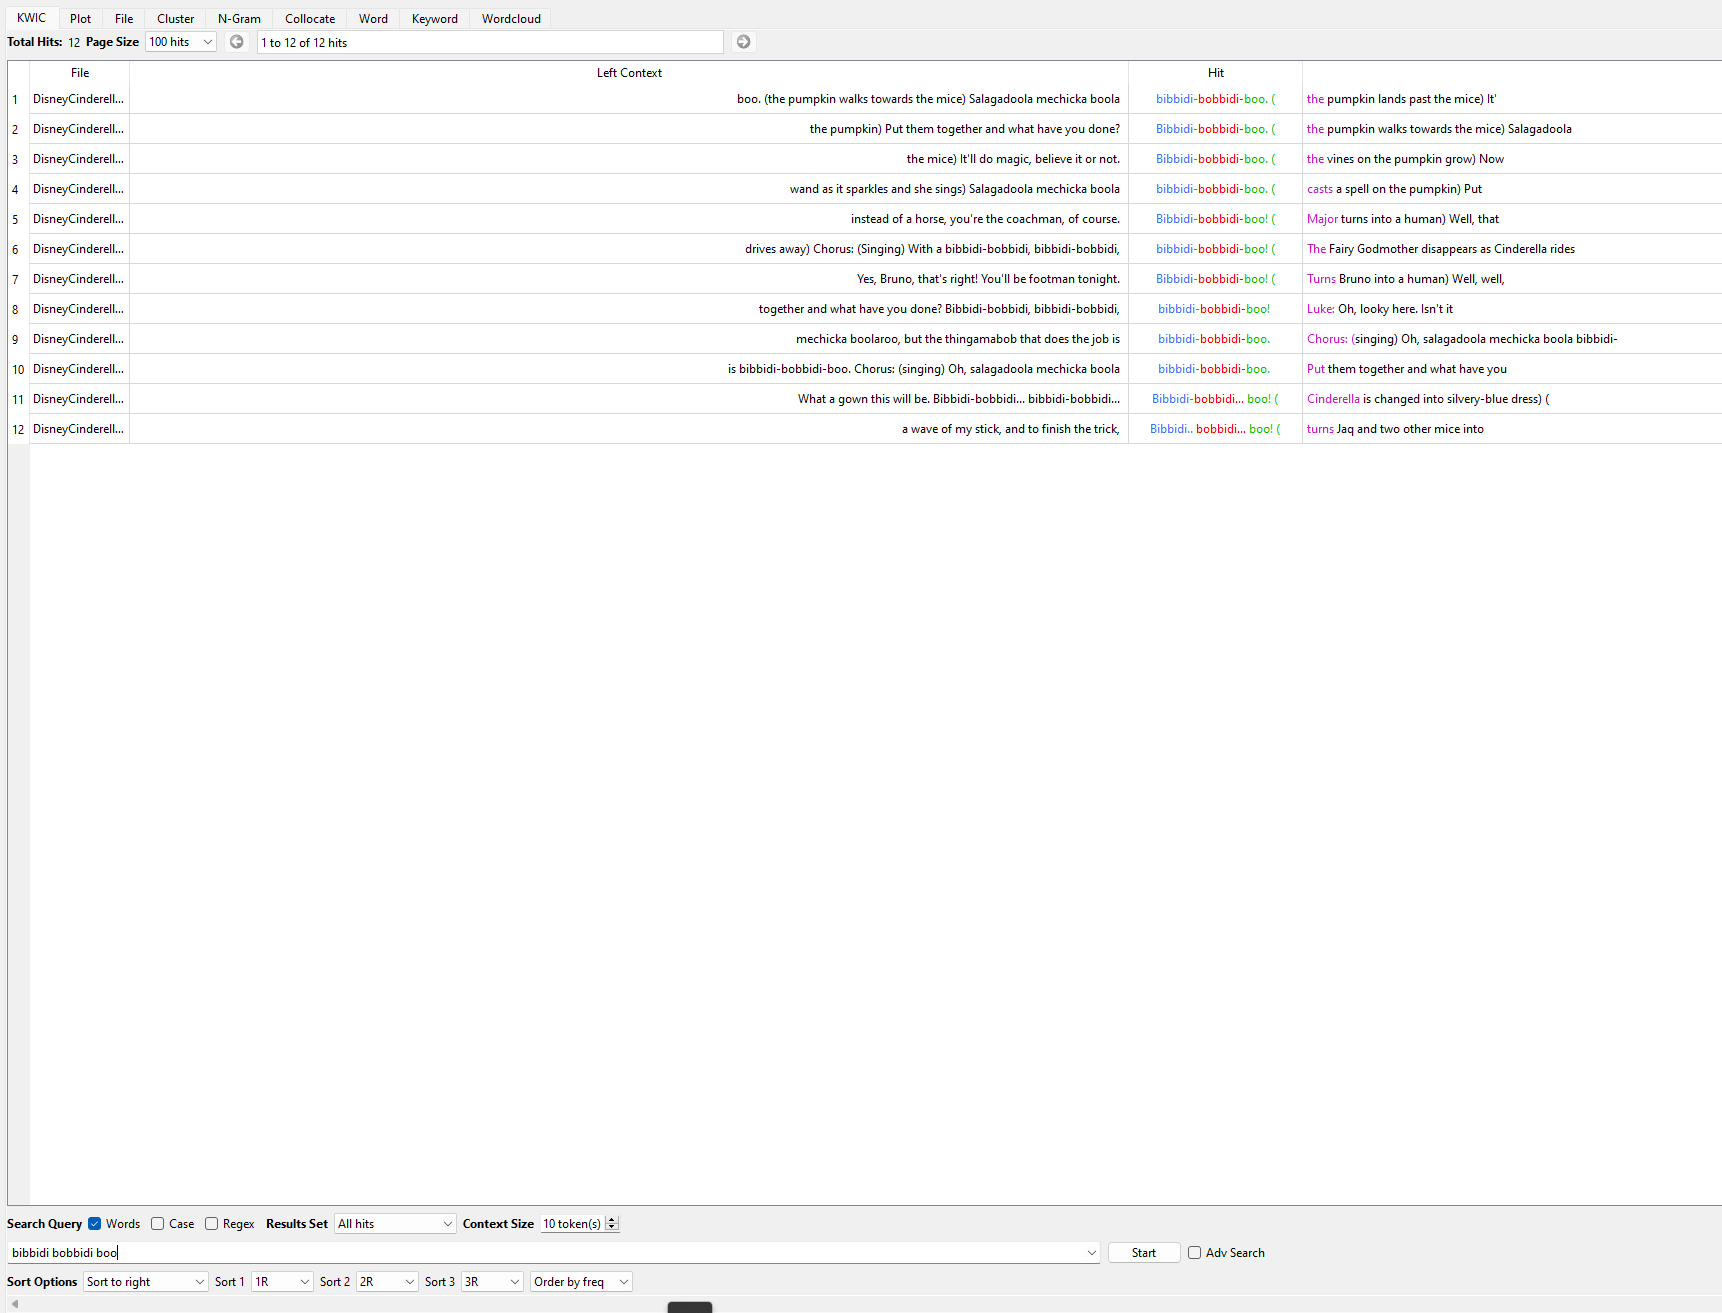 KWIC Plot File Cluster N-Gram Collocate Word Keyword Wordcloud
Total Hits: 12 Page Size 100 hits 1 to 12 of 12 hits
File Left Context Hit
1 DisneyCinderell... boo. (the pumpkin walks towards the mice) Salagadoola mechicka boola bibbidi-bobbidi-boo. ( the pumpkin lands past the mice) It'
2 DisneyCinderell... the pumpkin) Put them together and what have you done? Bibbidi-bobbidi-boo. ( the pumpkin walks towards the mice) Salagadoola
3 DisneyCinderell... the mice) It'll do magic, believe it or not. Bibbidi-bobbidi-boo. ( the vines on the pumpkin grow) Now
4 DisneyCinderell... wand as it sparkles and she sings) Salagadoola mechicka boola bibbidi-bobbidi-boo. ( casts a spell on the pumpkin) Put
5 DisneyCinderell... instead of a horse, you're the coachman, of course. Bibbidi-bobbidi-boo! ( Major turns into a human) Well, that
6 DisneyCinderell... drives away) Chorus: (Singing) With a bibbidi-bobbidi, bibbidi-bobbidi, bibbidi-bobbidi-boo! ( The Fairy Godmother disappears as Cinderella rides
7 DisneyCinderell... Yes, Bruno, that's right! You'll be footman tonight. Bibbidi-bobbidi-boo! ( Turns Bruno into a human) Well, well,
8 DisneyCinderell... together and what have you done? Bibbidi-bobbidi, bibbidi-bobbidi, bibbidi-bobbidi-boo! Luke: Oh, looky here. Isn't it
9 DisneyCinderell... mechicka boolaroo, but the thingamabob that does the job is bibbidi-bobbidi-boo. Chorus: (singing) Oh, salagadoola mechicka boola bibbidi-
10 DisneyCinderell... is bibbidi-bobbidi-boo. Chorus: (singing) Oh, salagadoola mechicka boola bibbidi-bobbidi-boo. Put them together and what have you
11 DisneyCinderell... What a gown this will be. Bibbidi-bobbidi... bibbidi-bobbidi... Bibbidi-bobbidi... boo! ( Cinderella is changed into silvery-blue dress) (
12 DisneyCinderell... a wave of my stick, and to finish the trick, Bibbidi.. bobbidi... boo! ( turns Jaq and two other mice into
Search Query Words Case Regex Results Set All hits Context Size 10 token(s)
bibbidi bobbidi boo Start Adv Search
Sort Options Sort to right Sort 1 1R Sort 2 2R Sort 3 3R Order by freq